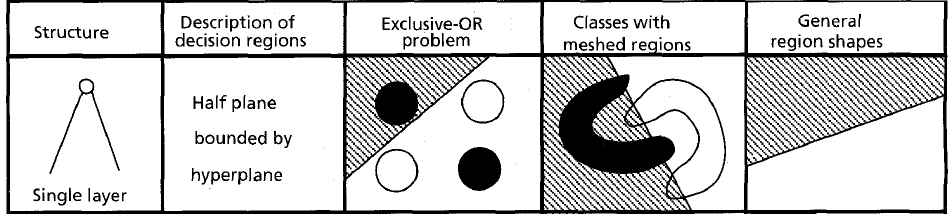 Structure
Description of
decision regions
Exclusive-OR
problem
Classes with
meshed regions
General
region shapes
Single layer
Half plane
bounded by
hyperplane